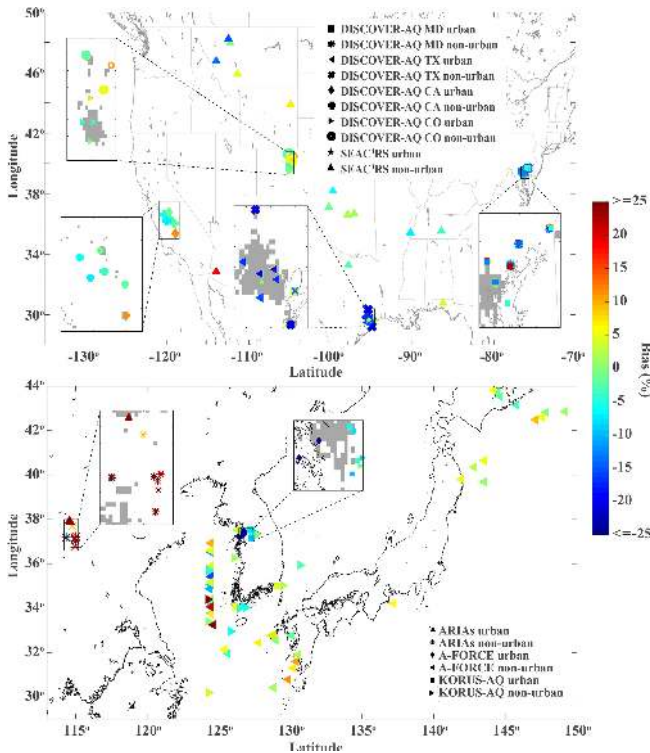 50°
46°
42°
38°
34°
30°
Longitude
Longitude
■ DISCOVER-AQ MD urban
DISCOVER-AQ MD non-urban
DISCOVER-AQ TX urban
DISCOVER-AQ TX non-urban
DISCOVER-AQ CA urban
DISCOVER-AQ CA non-urban
DISCOVER-AQ CO urban
DISCOVER-AQ CO non-urban
SEAC⁴RS urban
SEAC⁴RS non-urban
-130 -120 -110 -100 -90 -80 -70
Latitude
>=25
20
15
10
5
0
-5
-10
-15
-20
<=-25
Bias (%)
44°
42°
40°
38°
36°
34°
32°
30°
Longitude
ARIAs urban
ARIAs non-urban
A-FORCE urban
A-FORCE non-urban
KORUS-AQ urban
KORUS-AQ non-urban
114° 120° 125° 130° 135° 140° 145° 150°
Latitude